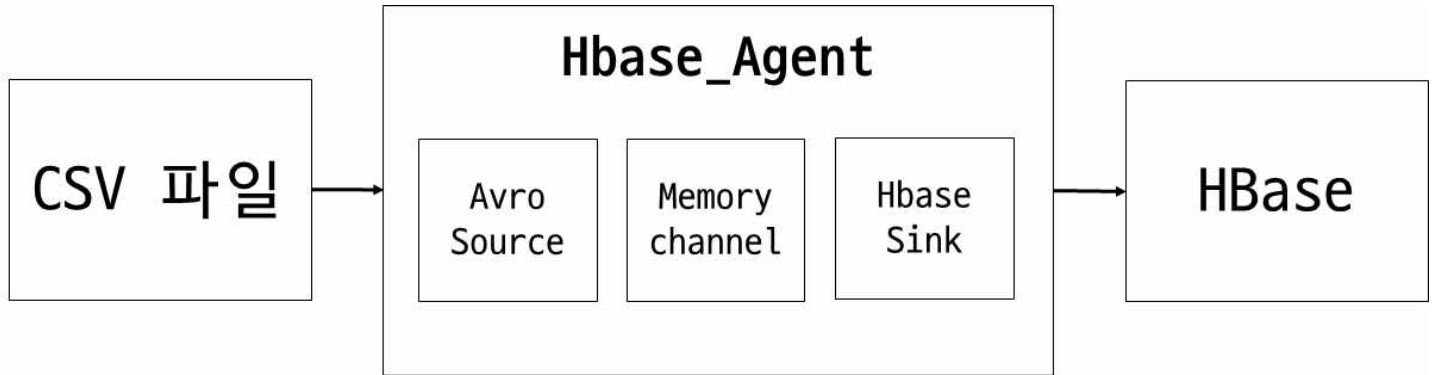 Hbase_Agent
CSV 파일
Avro
Source
Memory
channel
Hbase
Sink
HBase